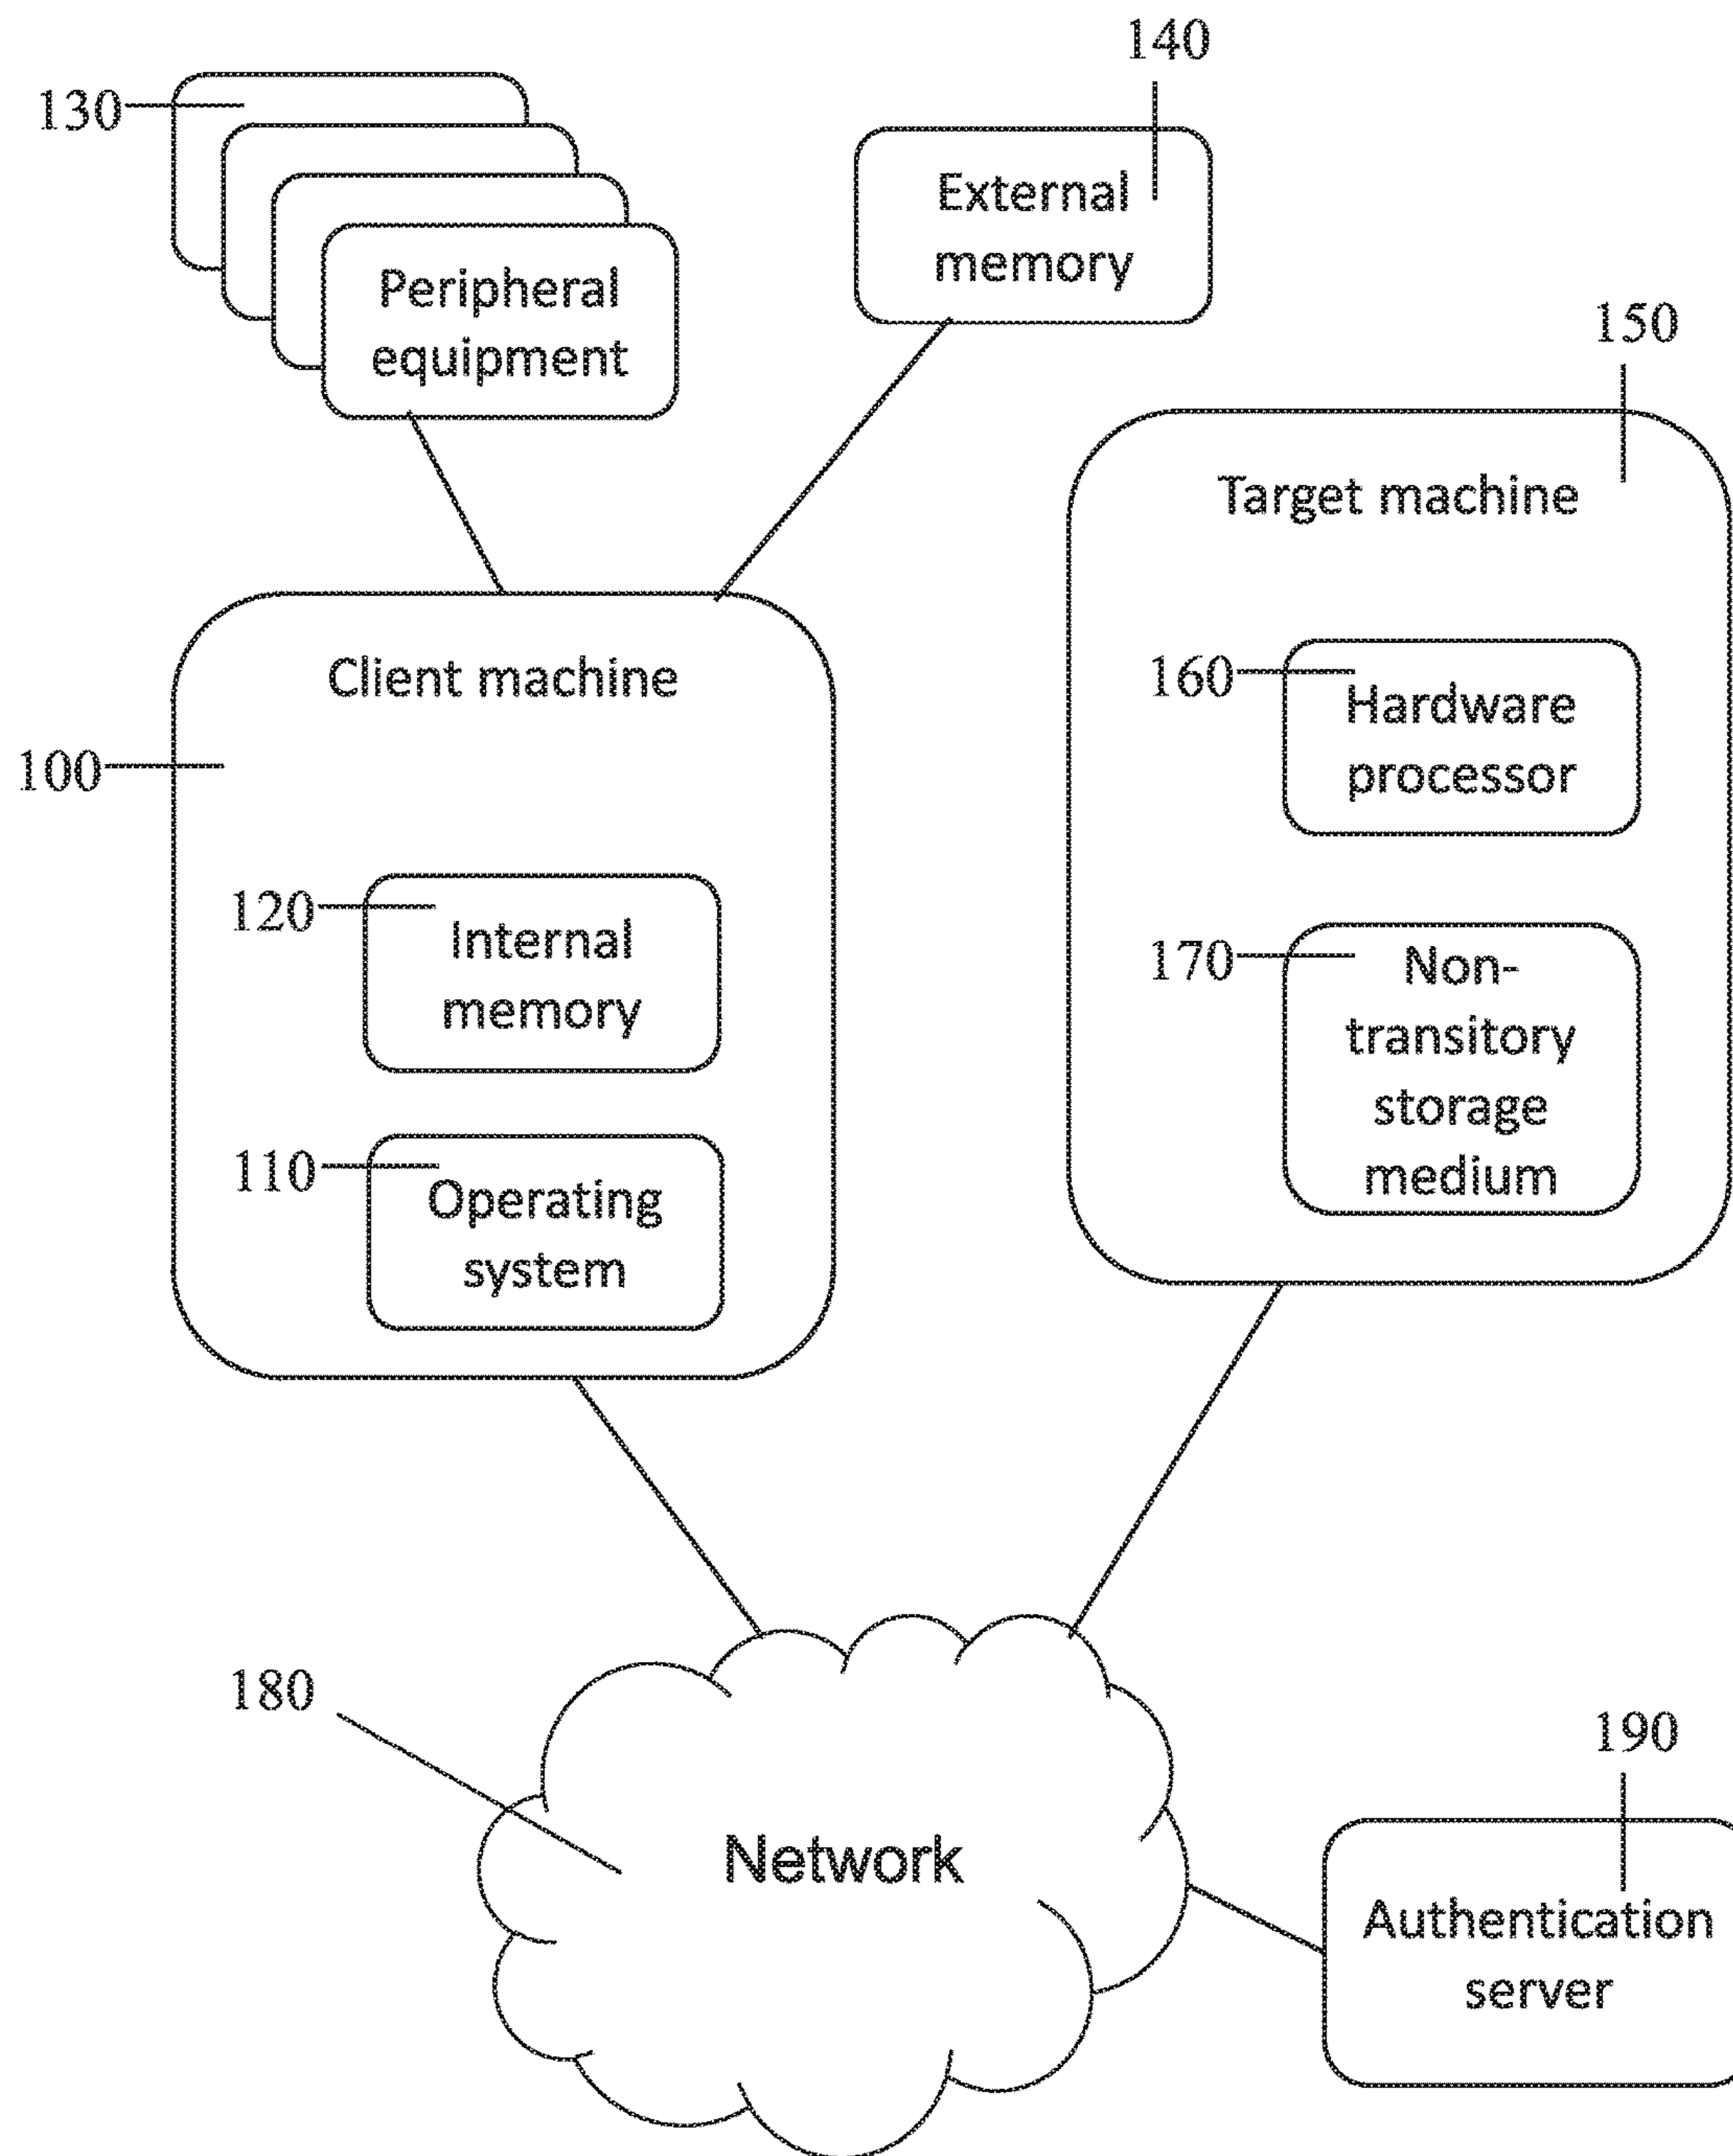 140
130
External
memory
Peripheral
equipment
150
Target machine
Client machine
160
Hardware
processor
100
120
Internal
memory
170
Non-
transitory
storage
medium
110
Operating
system
180
190
Network
Authentication
server